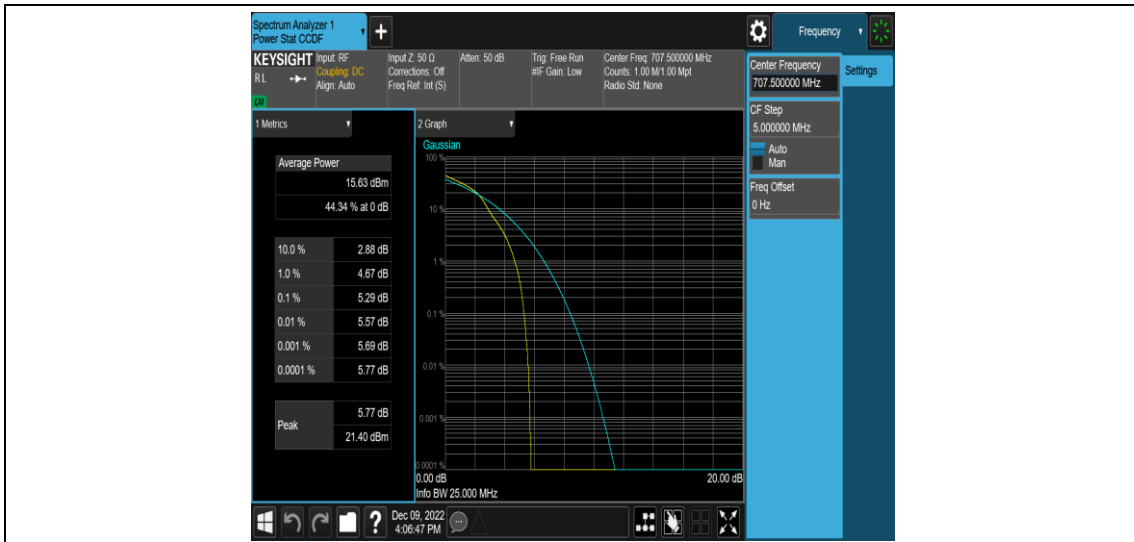 Spectrum Analyzer 1
Power Stat CCDF
+
Frequency
KEYSIGHT
RL
LXI
Input: RF
Coupling: DC
Align: Auto
Input Z: 50 Ω
Corrections: Off
Freq Ref: Int (S)
Atten: 50 dB
Trig: Free Run
#IF Gain: Low
Center Freq: 707.500000 MHz
Counts: 1.00 M/1.00 Mpt
Radio Std: None
Center Frequency
707.500000 MHz
Settings
CF Step
5.000000 MHz
Auto
Man
Freq Offset
0 Hz
1 Metrics
Average Power
15.63 dBm
44.34 % at 0 dB
10.0 % 2.88 dB
1.0 % 4.67 dB
0.1 % 5.29 dB
0.01 % 5.57 dB
0.001 % 5.69 dB
0.0001 % 5.77 dB
Peak
5.77 dB
21.40 dBm
2 Graph
Gaussian
100 %
10 %
1 %
0.1 %
0.01 %
0.001 %
0.0001 %
0.00 dB 20.00 dB
Info BW 25.000 MHz
?
Dec 09, 2022
4:06:47 PM